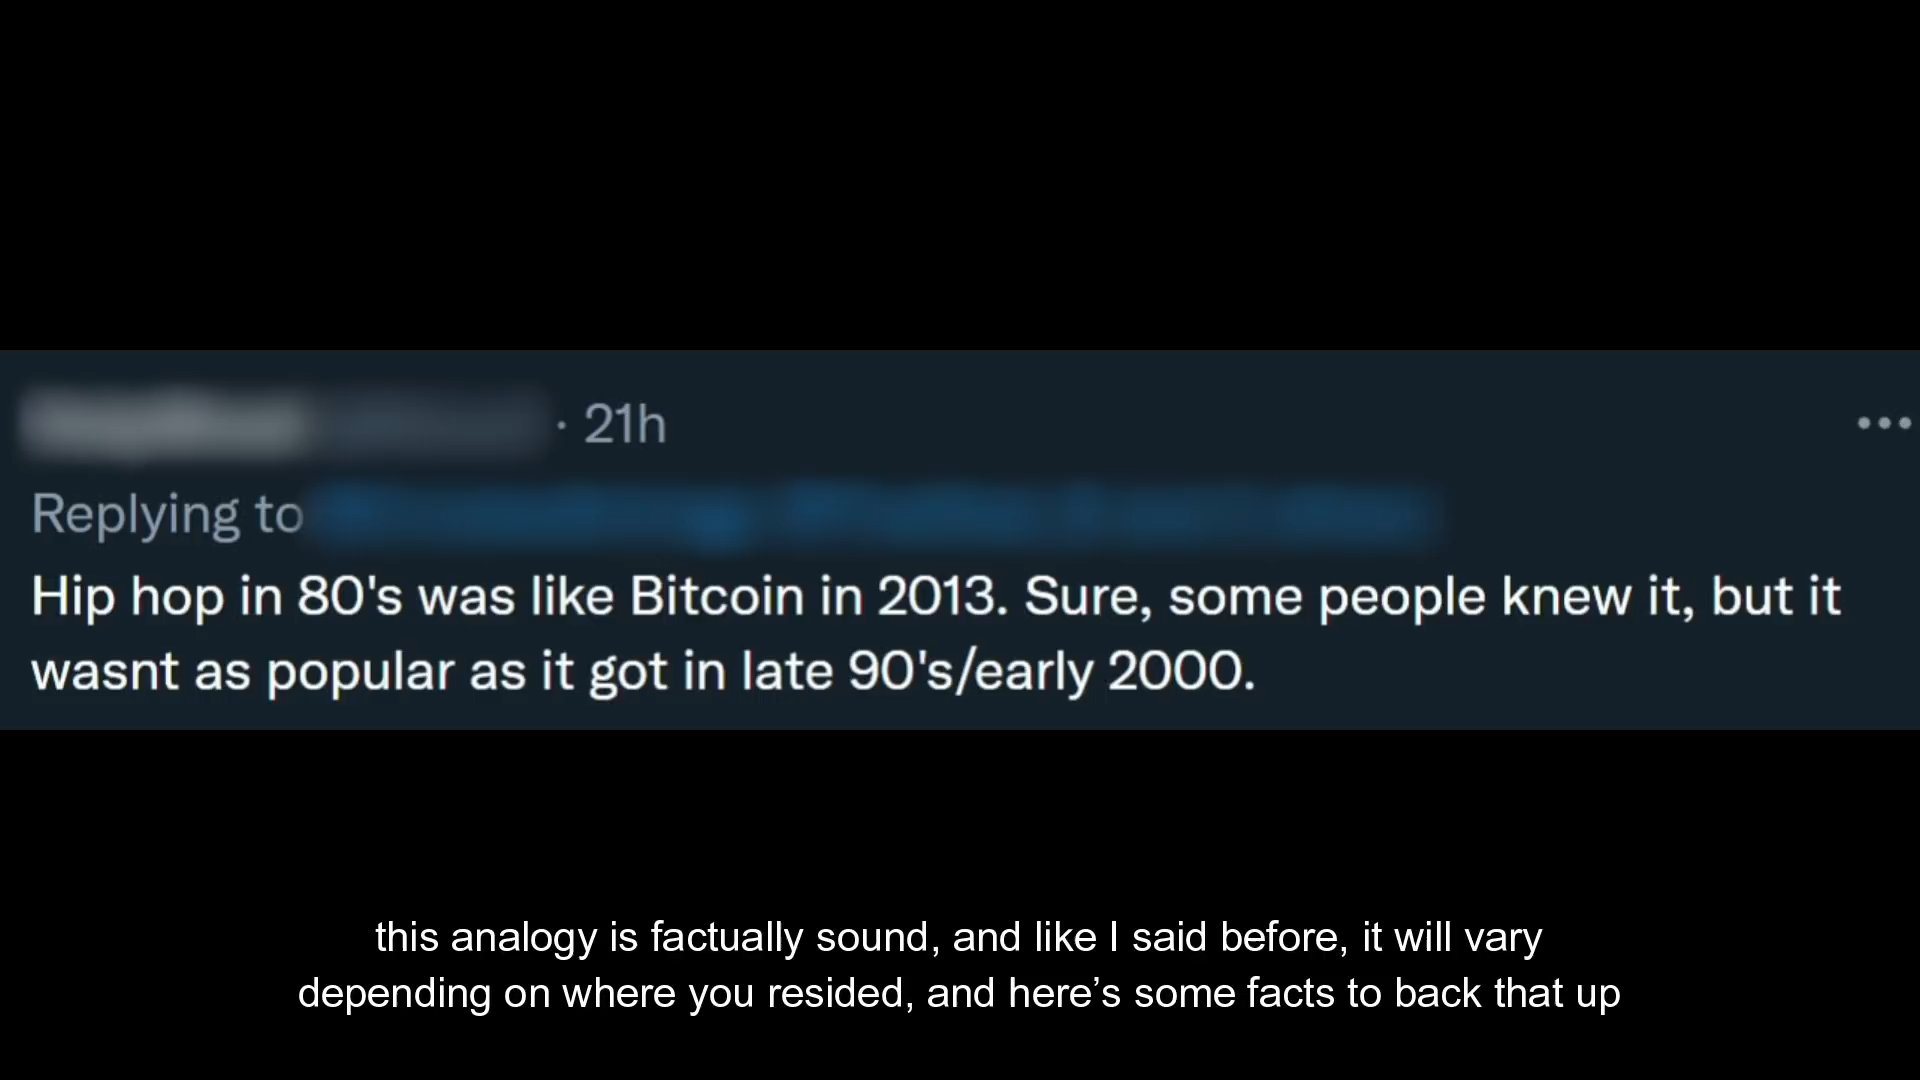 · 21h
Replying to
Hip hop in 80's was like Bitcoin in 2013. Sure, some people knew it, but it
wasnt as popular as it got in late 90's/early 2000.
this analogy is factually sound, and like I said before, it will vary
depending on where you resided, and here’s some facts to back that up